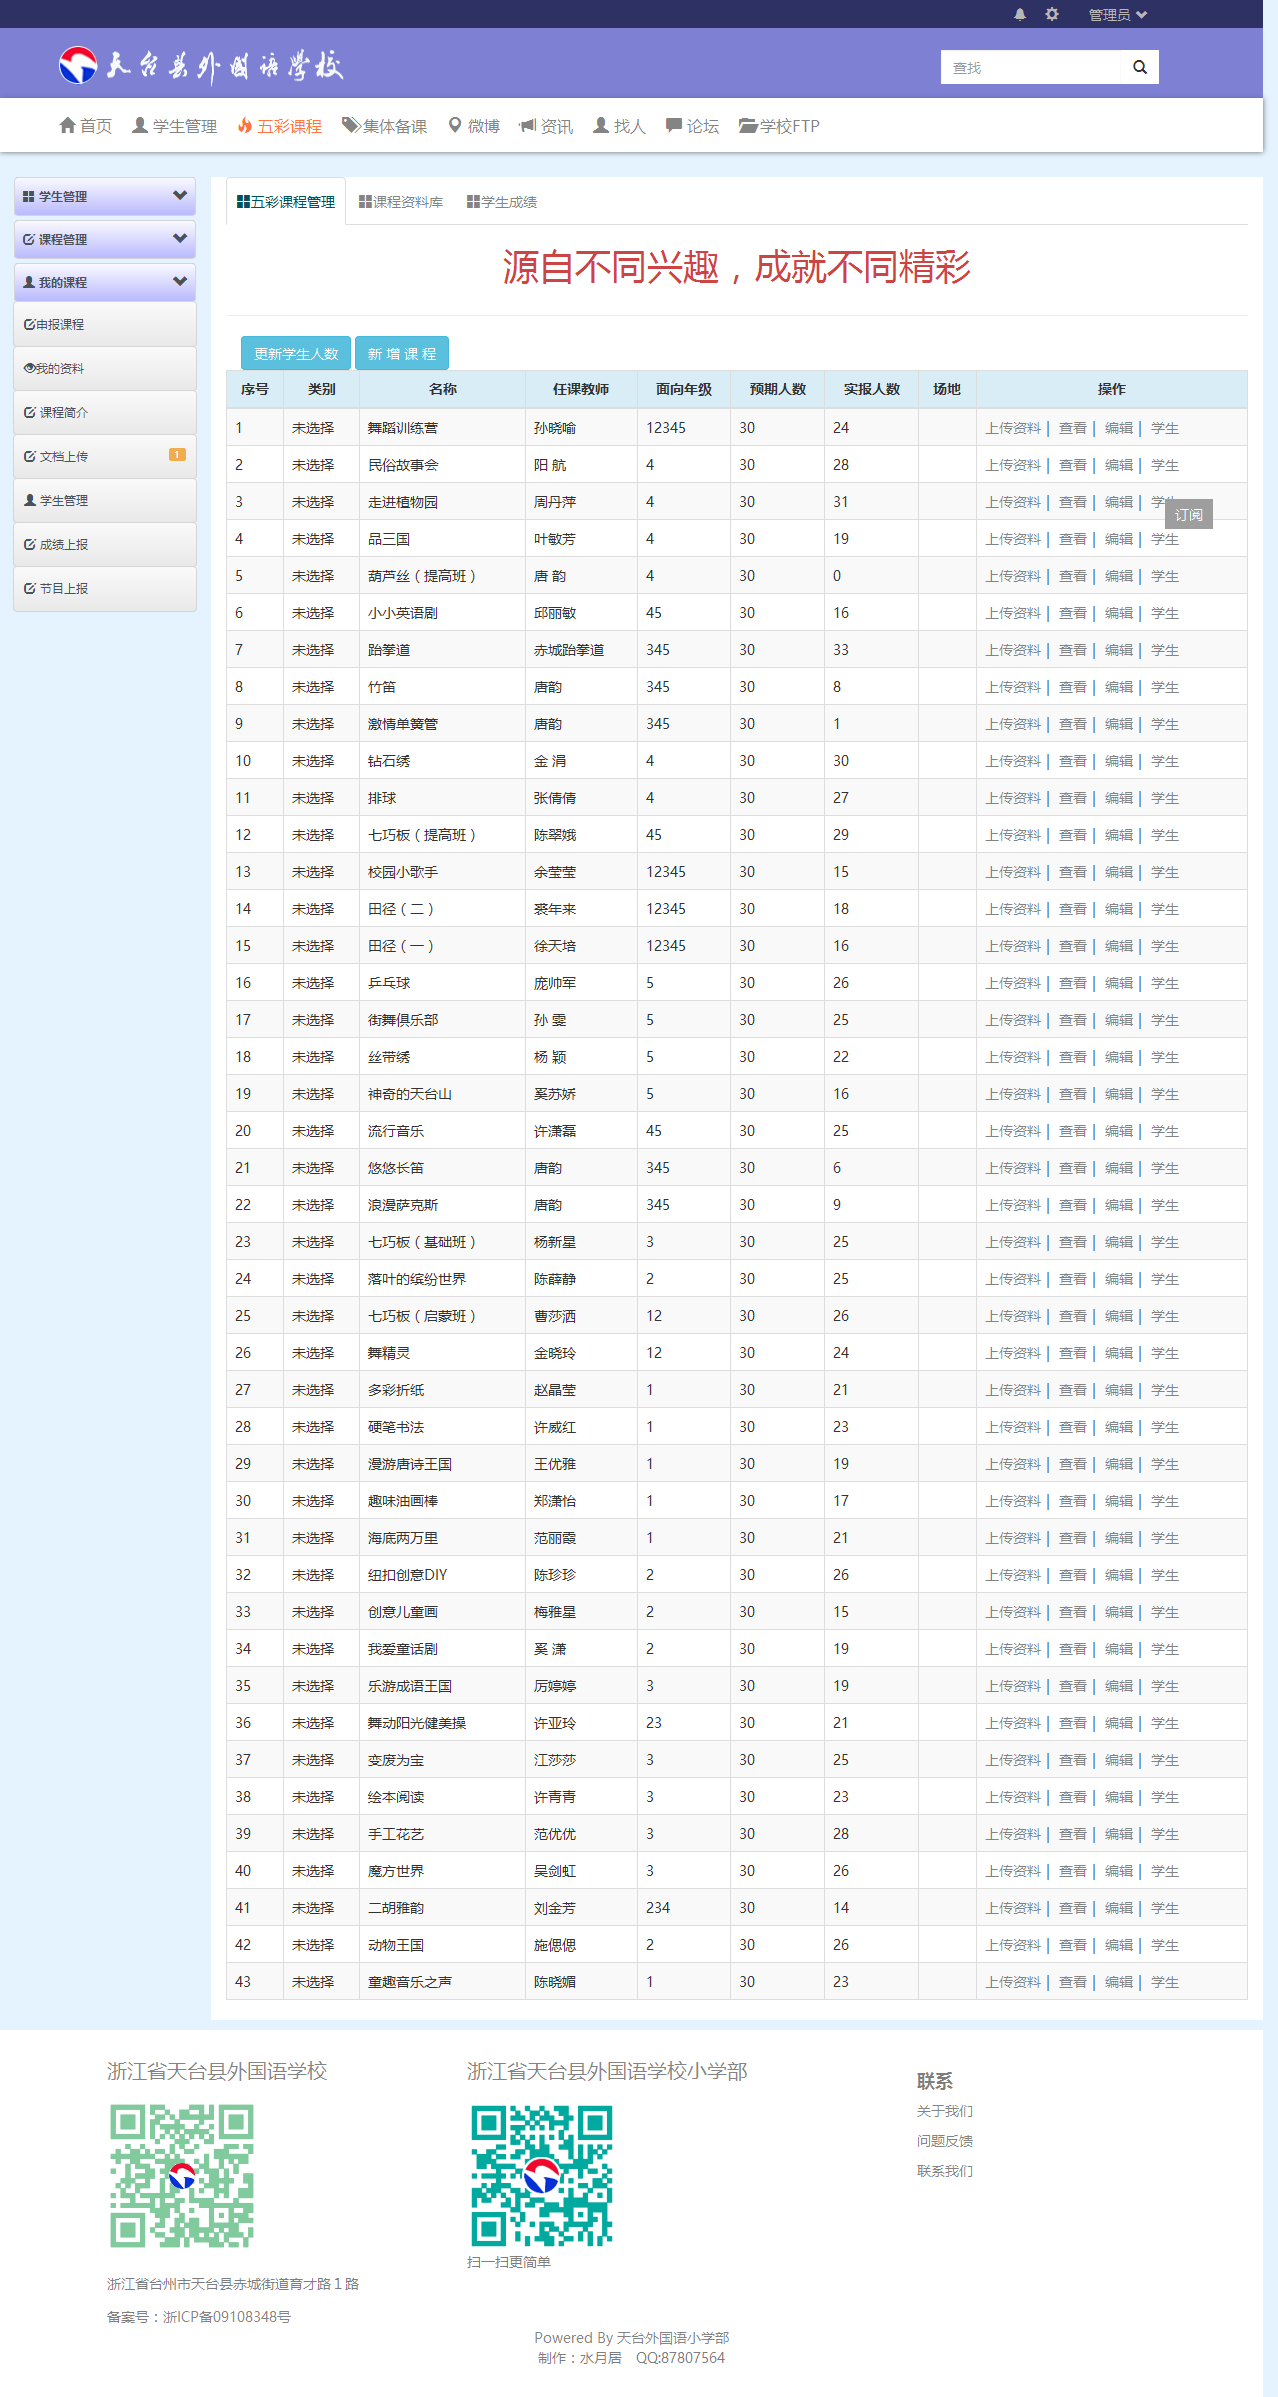 管理员
天台县外国语学校
查找
首页 学生管理 五彩课程 集体备课 微博 资讯 找人 论坛 学校FTP
学生管理
课程管理
我的课程
申报课程
我的资料
课程简介
文档上传 1
学生管理
成绩上报
节目上报
五彩课程管理 课程资料库 学生成绩
源自不同兴趣，成就不同精彩
更新学生人数 新 增 课 程
序号 类别 名称 任课教师 面向年级 预期人数 实报人数 场地 操作
1 未选择 舞蹈训练营 孙晓喻 12345 30 24 上传资料 | 查看 | 编辑 | 学生
2 未选择 民俗故事会 阳 航 4 30 28 上传资料 | 查看 | 编辑 | 学生
3 未选择 走进植物园 周丹萍 4 30 31 上传资料 | 查看 | 编辑 | 学生
订阅
4 未选择 品三国 叶敏芳 4 30 19 上传资料 | 查看 | 编辑 | 学生
5 未选择 葫芦丝（提高班） 唐 韵 4 30 0 上传资料 | 查看 | 编辑 | 学生
6 未选择 小小英语剧 邱丽敏 45 30 16 上传资料 | 查看 | 编辑 | 学生
7 未选择 跆拳道 赤城跆拳道 345 30 33 上传资料 | 查看 | 编辑 | 学生
8 未选择 竹笛 唐韵 345 30 8 上传资料 | 查看 | 编辑 | 学生
9 未选择 激情单簧管 唐韵 345 30 1 上传资料 | 查看 | 编辑 | 学生
10 未选择 钻石绣 金 涓 4 30 30 上传资料 | 查看 | 编辑 | 学生
11 未选择 排球 张倩倩 4 30 27 上传资料 | 查看 | 编辑 | 学生
12 未选择 七巧板（提高班） 陈翠娥 45 30 29 上传资料 | 查看 | 编辑 | 学生
13 未选择 校园小歌手 余莹莹 12345 30 15 上传资料 | 查看 | 编辑 | 学生
14 未选择 田径（二） 裘年来 12345 30 18 上传资料 | 查看 | 编辑 | 学生
15 未选择 田径（一） 徐天培 12345 30 16 上传资料 | 查看 | 编辑 | 学生
16 未选择 乒乓球 庞帅军 5 30 26 上传资料 | 查看 | 编辑 | 学生
17 未选择 街舞俱乐部 孙 雯 5 30 25 上传资料 | 查看 | 编辑 | 学生
18 未选择 丝带绣 杨 颖 5 30 22 上传资料 | 查看 | 编辑 | 学生
19 未选择 神奇的天台山 奚苏娇 5 30 16 上传资料 | 查看 | 编辑 | 学生
20 未选择 流行音乐 许潇磊 45 30 25 上传资料 | 查看 | 编辑 | 学生
21 未选择 悠悠长笛 唐韵 345 30 6 上传资料 | 查看 | 编辑 | 学生
22 未选择 浪漫萨克斯 唐韵 345 30 9 上传资料 | 查看 | 编辑 | 学生
23 未选择 七巧板（基础班） 杨新星 3 30 25 上传资料 | 查看 | 编辑 | 学生
24 未选择 落叶的缤纷世界 陈薛静 2 30 25 上传资料 | 查看 | 编辑 | 学生
25 未选择 七巧板（启蒙班） 曹莎洒 12 30 26 上传资料 | 查看 | 编辑 | 学生
26 未选择 舞精灵 金晓玲 12 30 24 上传资料 | 查看 | 编辑 | 学生
27 未选择 多彩折纸 赵晶莹 1 30 21 上传资料 | 查看 | 编辑 | 学生
28 未选择 硬笔书法 许威红 1 30 23 上传资料 | 查看 | 编辑 | 学生
29 未选择 漫游唐诗王国 王优雅 1 30 19 上传资料 | 查看 | 编辑 | 学生
30 未选择 趣味油画棒 郑潇怡 1 30 17 上传资料 | 查看 | 编辑 | 学生
31 未选择 海底两万里 范丽霞 1 30 21 上传资料 | 查看 | 编辑 | 学生
32 未选择 纽扣创意DIY 陈珍珍 2 30 26 上传资料 | 查看 | 编辑 | 学生
33 未选择 创意儿童画 梅雅星 2 30 15 上传资料 | 查看 | 编辑 | 学生
34 未选择 我爱童话剧 奚 潇 2 30 19 上传资料 | 查看 | 编辑 | 学生
35 未选择 乐游成语王国 厉婷婷 3 30 19 上传资料 | 查看 | 编辑 | 学生
36 未选择 舞动阳光健美操 许亚玲 23 30 21 上传资料 | 查看 | 编辑 | 学生
37 未选择 变废为宝 江莎莎 3 30 25 上传资料 | 查看 | 编辑 | 学生
38 未选择 绘本阅读 许青青 3 30 23 上传资料 | 查看 | 编辑 | 学生
39 未选择 手工花艺 范优优 3 30 28 上传资料 | 查看 | 编辑 | 学生
40 未选择 魔方世界 吴剑虹 3 30 26 上传资料 | 查看 | 编辑 | 学生
41 未选择 二胡雅韵 刘金芳 234 30 14 上传资料 | 查看 | 编辑 | 学生
42 未选择 动物王国 施偲偲 2 30 26 上传资料 | 查看 | 编辑 | 学生
43 未选择 童趣音乐之声 陈晓媚 1 30 23 上传资料 | 查看 | 编辑 | 学生
浙江省天台县外国语学校
浙江省台州市天台县赤城街道育才路1路
备案号：浙ICP备09108348号
浙江省天台县外国语学校小学部
扫一扫更简单
联系
关于我们
问题反馈
联系我们
Powered By 天台外国语小学部
制作：水月居 QQ:87807564